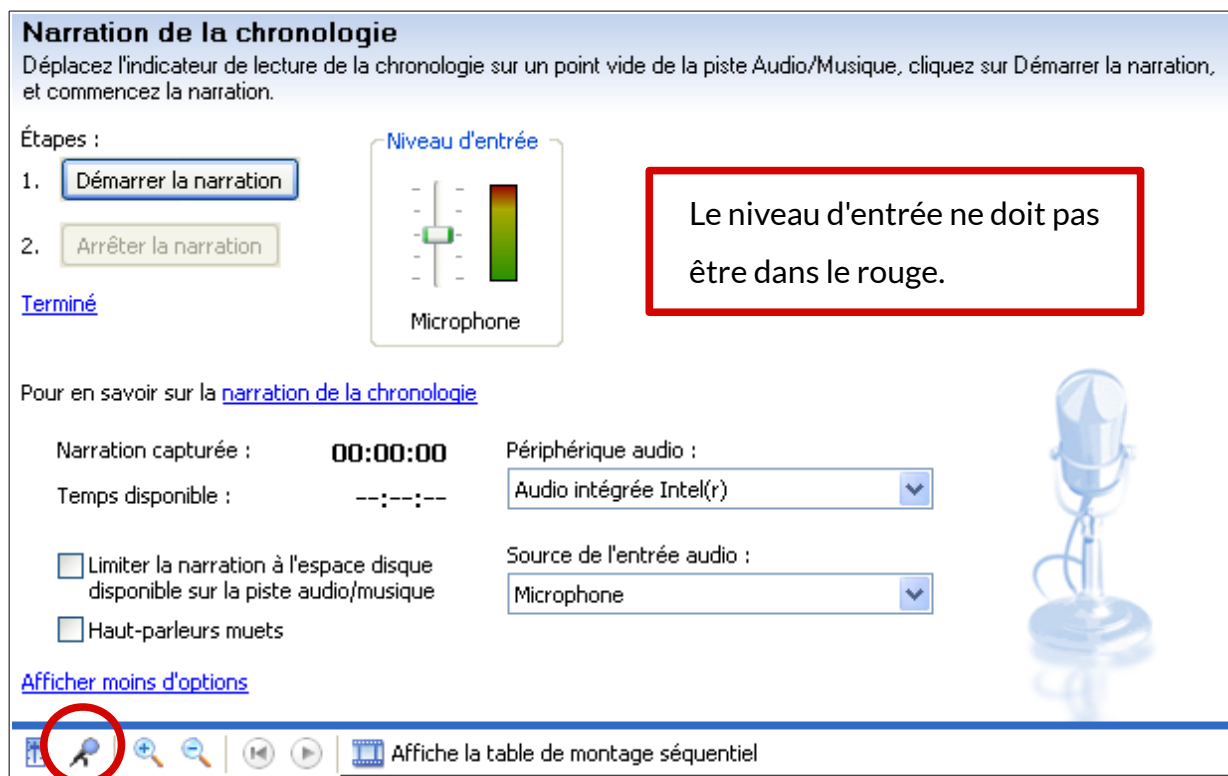 Narration de la chronologie
Déplacez l'indicateur de lecture de la chronologie sur un point vide de la piste Audio/Musique, cliquez sur Démarrer la narration,
et commencez la narration.
Étapes :
1. Démarrer la narration
2. Arrêter la narration
Terminé
Niveau d'entrée
Microphone
Le niveau d'entrée ne doit pas
être dans le rouge.
Pour en savoir sur la narration de la chronologie
Narration capturée : 00:00:00
Temps disponible : --:--:--
Périphérique audio :
Audio intégrée Intel(r)
Limiter la narration à l'espace disque
disponible sur la piste audio/musique
Haut-parleurs muets
Source de l'entrée audio :
Microphone
Afficher moins d'options
Affiche la table de montage séquentiel